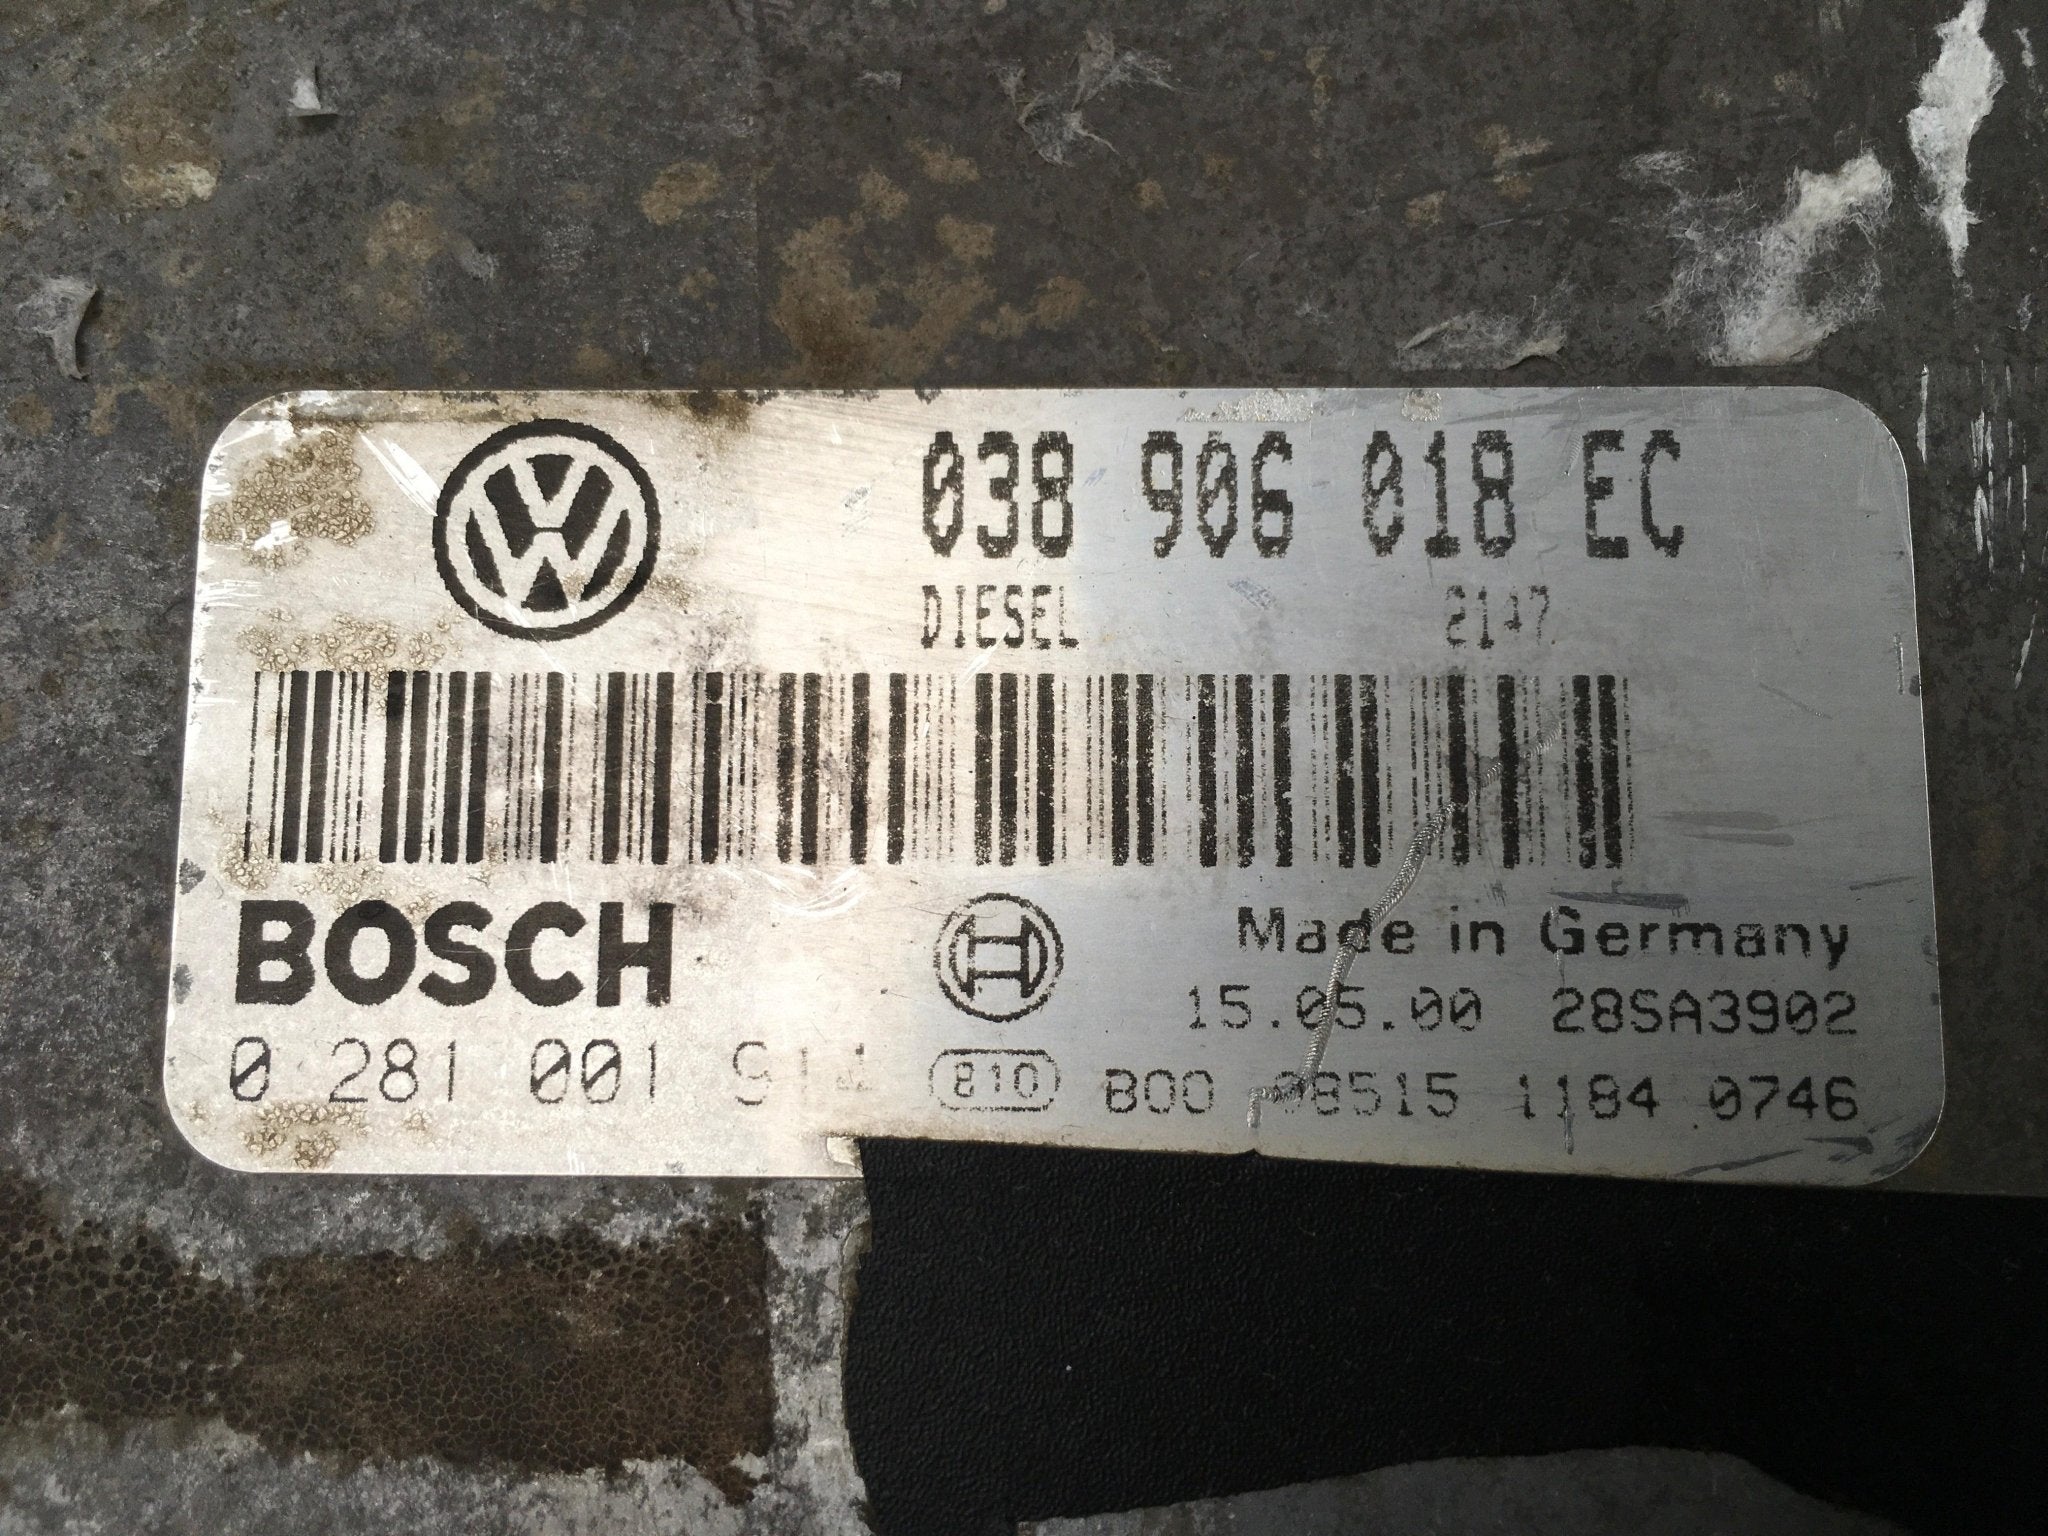 038 906 018 EC
DIESEL 2147
BOSCH
Made in Germany
15.05.00 28SA3902
0 281 001 810 B00 08515 1184 0746